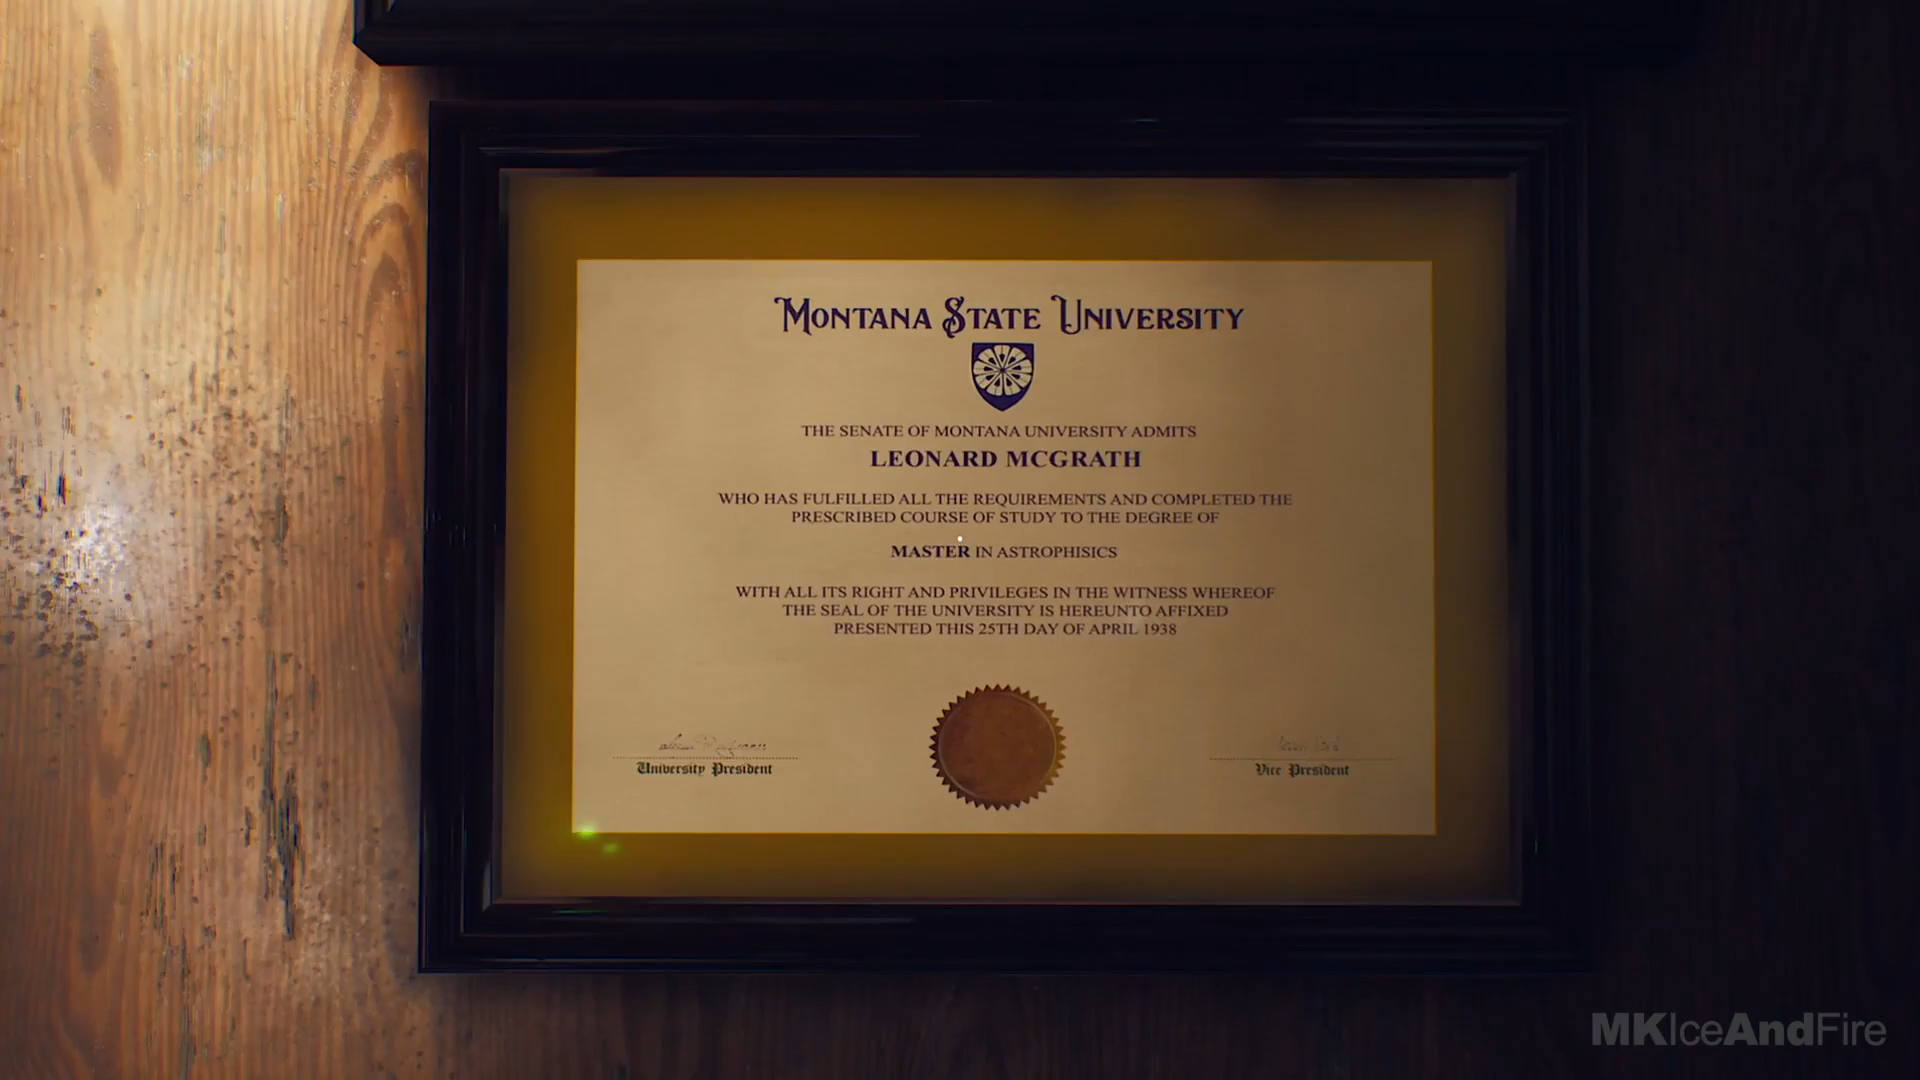 MONTANA STATE UNIVERSITY
THE SENATE OF MONTANA UNIVERSITY ADMITS
LEONARD MCGRATH
WHO HAS FULFILLED ALL THE REQUIREMENTS AND COMPLETED THE
PRESCRIBED COURSE OF STUDY TO THE DEGREE OF
MASTER IN ASTROPHISICS
WITH ALL ITS RIGHT AND PRIVILEGES IN THE WITNESS WHEREOF
THE SEAL OF THE UNIVERSITY IS HEREUNTO AFFIXED
PRESENTED THIS 25TH DAY OF APRIL 1938
University President
Vice President
MKIceAndFire